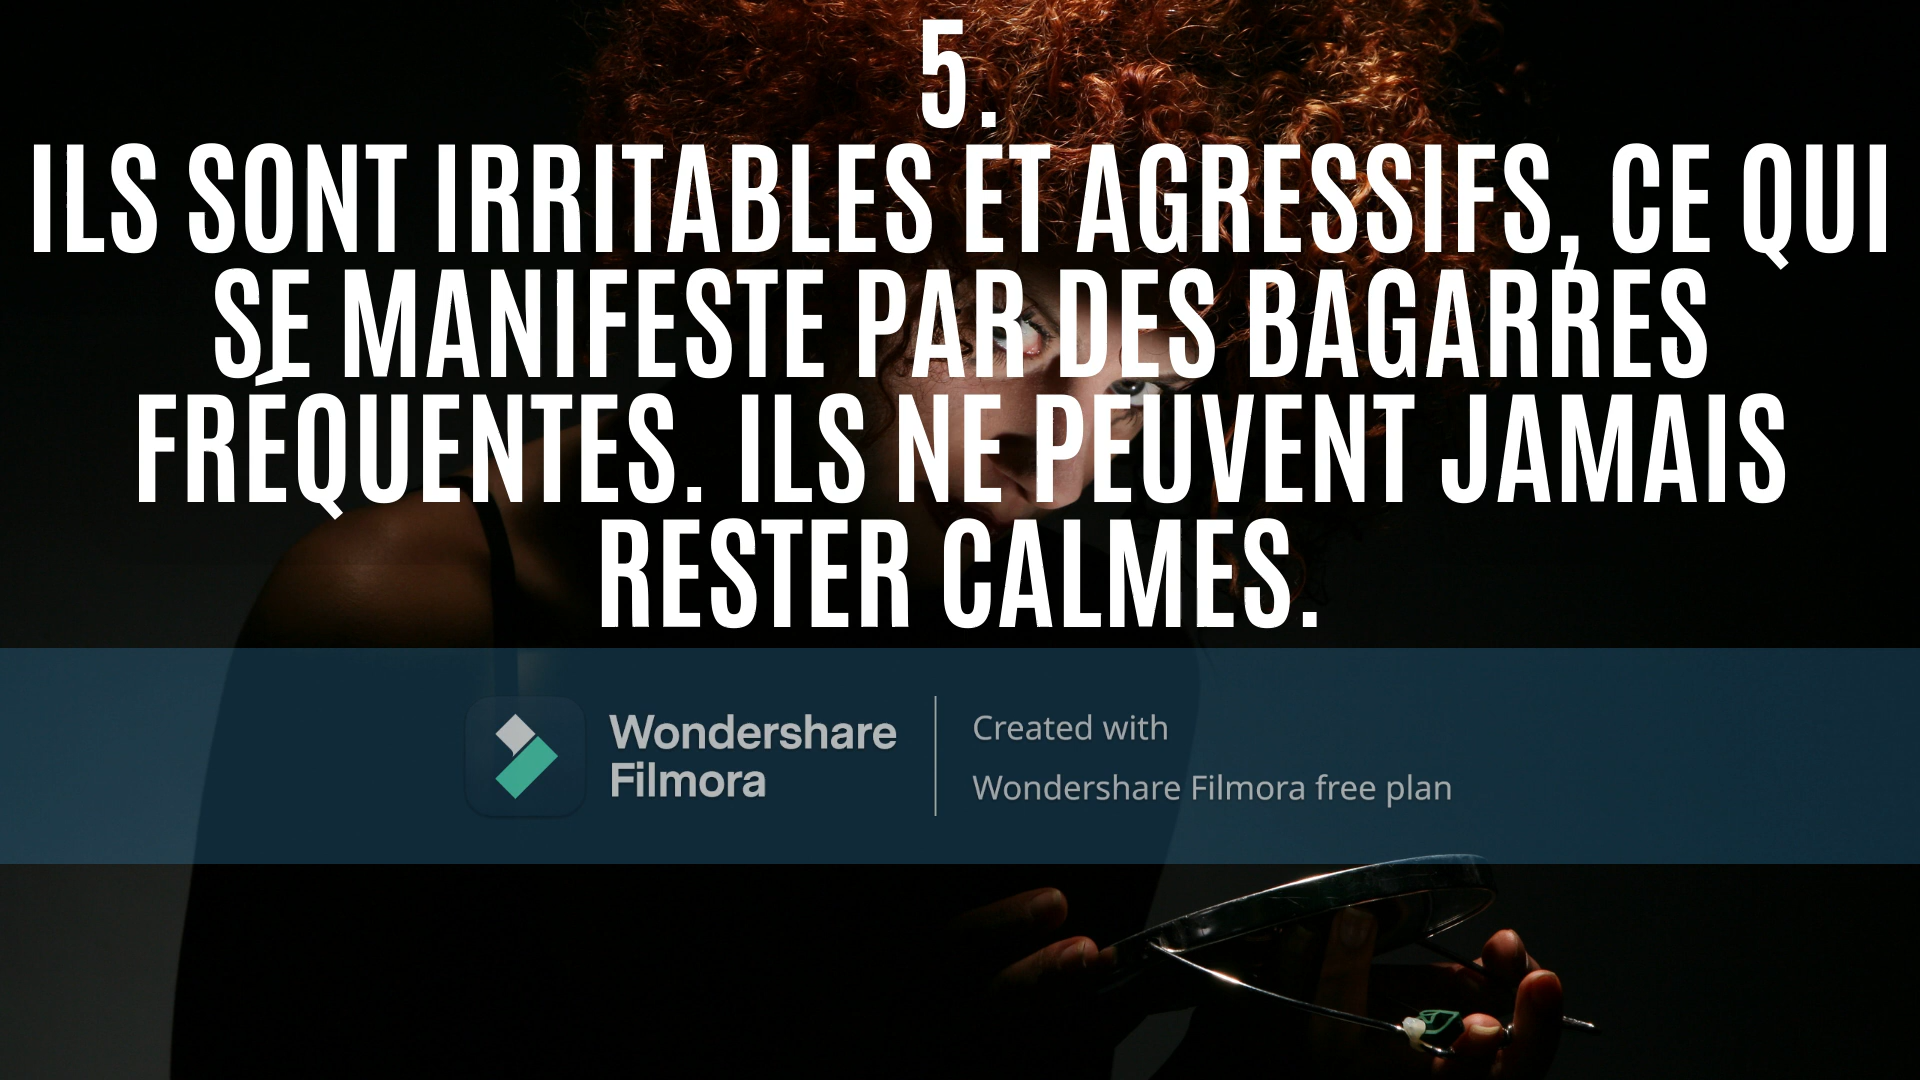 5.
ILS SONT IRRITABLES ET AGRESSIFS, CE QUI
SE MANIFESTE PAR DES BAGARRES
FRÉQUENTES. ILS NE PEUVENT JAMAIS
RESTER CALMES.
Wondershare
Filmora
Created with
Wondershare Filmora free plan